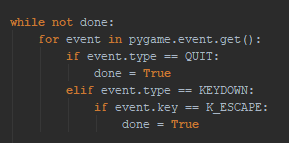 while not done:
    for event in pygame.event.get():
        if event.type == QUIT:
            done = True
        elif event.type == KEYDOWN:
            if event.key == K_ESCAPE:
                done = True